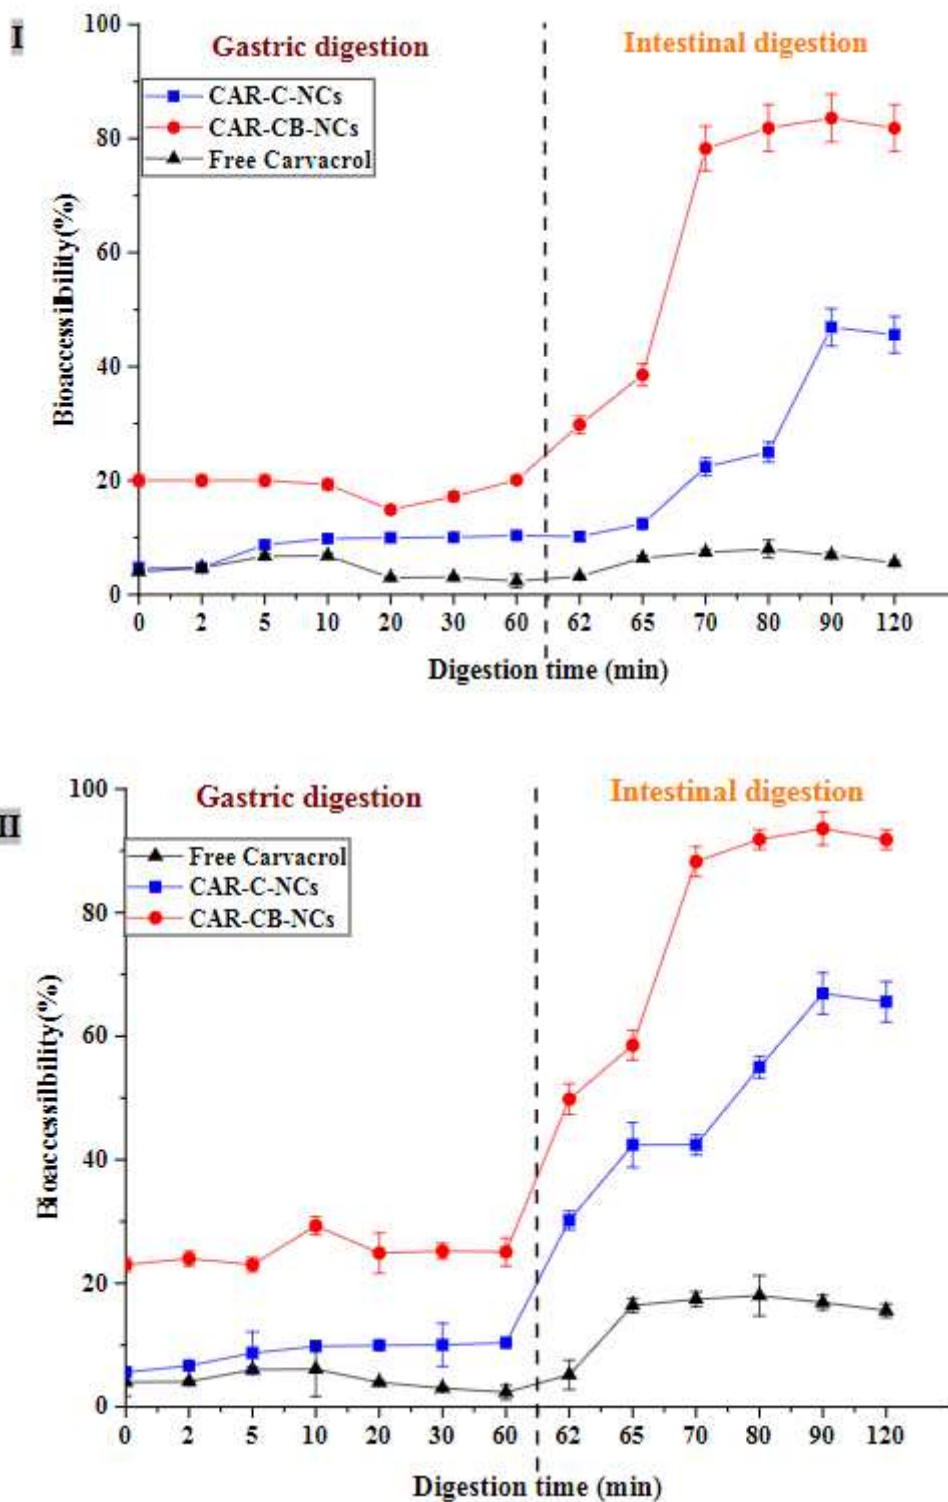 I
Gastric digestion
Intestinal digestion
CAR-C-NCs
CAR-CB-NCs
Free Carvacrol
100
80
60
40
20
0
Bioaccessilbility(%)
0 2 5 10 20 30 60 62 65 70 80 90 120
Digestion time (min)
II
Gastric digestion
Intestinal digestion
Free Carvacrol
CAR-C-NCs
CAR-CB-NCs
100
80
60
40
20
0
Bioaccessilbility(%)
0 2 5 10 20 30 60 62 65 70 80 90 120
Digestion time (min)